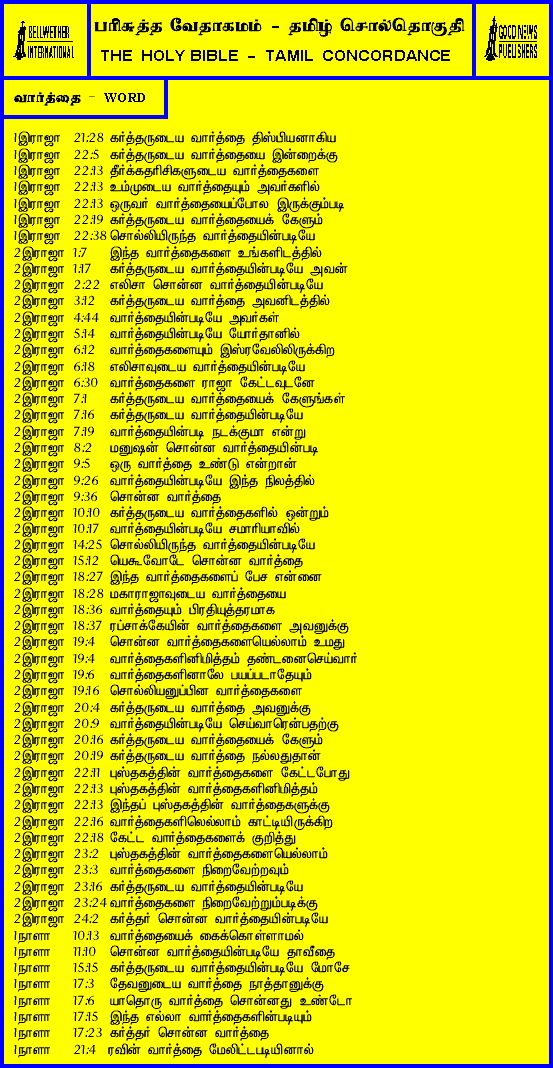 BELLWETHER
INTERNATIONAL
பரிசுத்த வேதாகமம் - தமிழ் சொல்தொகுதி
THE HOLY BIBLE - TAMIL CONCORDANCE
GOOD NEWS
PUBLISHERS
வார்த்தை - WORD
1இராஜா 21:28 கர்த்தருடைய வார்த்தை திஸ்பியனாகிய
1இராஜா 22:5 கர்த்தருடைய வார்த்தையை இன்றைக்கு
1இராஜா 22:13 தீர்க்கதரிசிகளுடைய வார்த்தைகளை
1இராஜா 22:13 உம்முடைய வார்த்தையும் அவர்களில்
1இராஜா 22:13 ஒருவர் வார்த்தையைப்போல இருக்கும்படி
1இராஜா 22:19 கர்த்தருடைய வார்த்தையைக் கேளும்
1இராஜா 22:38 சொல்லியிருந்த வார்த்தையின்படியே
2இராஜா 1:7 இந்த வார்த்தைகளை உங்களிடத்தில்
2இராஜா 1:17 கர்த்தருடைய வார்த்தையின்படியே அவன்
2இராஜா 2:22 எலிசா சொன்ன வார்த்தையின்படியே
2இராஜா 3:12 கர்த்தருடைய வார்த்தை அவனிடத்தில்
2இராஜா 4:44 வார்த்தையின்படியே அவர்கள்
2இராஜா 5:14 வார்த்தையின்படியே யோர்தானில்
2இராஜா 6:12 வார்த்தைகளையும் இஸ்ரவேலிலிருக்கிற
2இராஜா 6:18 எலிசாவுடைய வார்த்தையின்படியே
2இராஜா 6:30 வார்த்தைகளை ராஜா கேட்டவுடனே
2இராஜா 7:1 கர்த்தருடைய வார்த்தையைக் கேளுங்கள்
2இராஜா 7:16 கர்த்தருடைய வார்த்தையின்படியே
2இராஜா 7:19 வார்த்தையின்படி நடக்குமா என்று
2இராஜா 8:2 மனுஷன் சொன்ன வார்த்தையின்படி
2இராஜா 9:5 ஒரு வார்த்தை உண்டு என்றான்
2இராஜா 9:26 வார்த்தையின்படியே இந்த நிலத்தில்
2இராஜா 9:36 சொன்ன வார்த்தை
2இராஜா 10:10 கர்த்தருடைய வார்த்தைகளில் ஒன்றும்
2இராஜா 10:17 வார்த்தையின்படியே சமாரியாவில்
2இராஜா 14:25 சொல்லியிருந்த வார்த்தையின்படியே
2இராஜா 15:12 யெகூவோடே சொன்ன வார்த்தை
2இராஜா 18:27 இந்த வார்த்தைகளைப் பேச என்னை
2இராஜா 18:28 மகாராஜாவுடைய வார்த்தையை
2இராஜா 18:36 வார்த்தையும் பிரதியுத்தரமாக
2இராஜா 18:37 ரப்சாக்கேயின் வார்த்தைகளை அவனுக்கு
2இராஜா 19:4 சொன்ன வார்த்தைகளையெல்லாம் உமது
2இராஜா 19:4 வார்த்தைகளினிமித்தம் தண்டனைசெய்வார்
2இராஜா 19:6 வார்த்தைகளினாலே பயப்படாதேயும்
2இராஜா 19:16 சொல்லியனுப்பின வார்த்தைகளை
2இராஜா 20:4 கர்த்தருடைய வார்த்தை அவனுக்கு
2இராஜா 20:9 வார்த்தையின்படியே செய்வாரென்பதற்கு
2இராஜா 20:16 கர்த்தருடைய வார்த்தையைக் கேளும்
2இராஜா 20:19 கர்த்தருடைய வார்த்தை நல்லதுதான்
2இராஜா 22:11 புஸ்தகத்தின் வார்த்தைகளை கேட்டபோது
2இராஜா 22:13 புஸ்தகத்தின் வார்த்தைகளினிமித்தம்
2இராஜா 22:13 இந்தப் புஸ்தகத்தின் வார்த்தைகளுக்கு
2இராஜா 22:16 வார்த்தைகளிலெல்லாம் காட்டியிருக்கிற
2இராஜா 22:18 கேட்ட வார்த்தைகளைக் குறித்து
2இராஜா 23:2 புஸ்தகத்தின் வார்த்தைகளையெல்லாம்
2இராஜா 23:3 வார்த்தைகளை நிறைவேற்றவும்
2இராஜா 23:16 கர்த்தருடைய வார்த்தையின்படியே
2இராஜா 23:24 வார்த்தைகளை நிறைவேற்றும்படிக்கு
2இராஜா 24:2 கர்த்தர் சொன்ன வார்த்தையின்படியே
1நாளா 10:13 வார்த்தையைக் கைக்கொள்ளாமல்
1நாளா 11:10 சொன்ன வார்த்தையின்படியே தாவீதை
1நாளா 15:15 கர்த்தருடைய வார்த்தையின்படியே மோசே
1நாளா 17:3 தேவனுடைய வார்த்தை நாத்தானுக்கு
1நாளா 17:6 யாதொரு வார்த்தை சொன்னது உண்டோ
1நாளா 17:15 இந்த எல்லா வார்த்தைகளின்படியும்
1நாளா 17:23 கர்த்தர் சொன்ன வார்த்தை
1நாளா 21:4 ரவின் வார்த்தை மேலிட்டபடியினால்